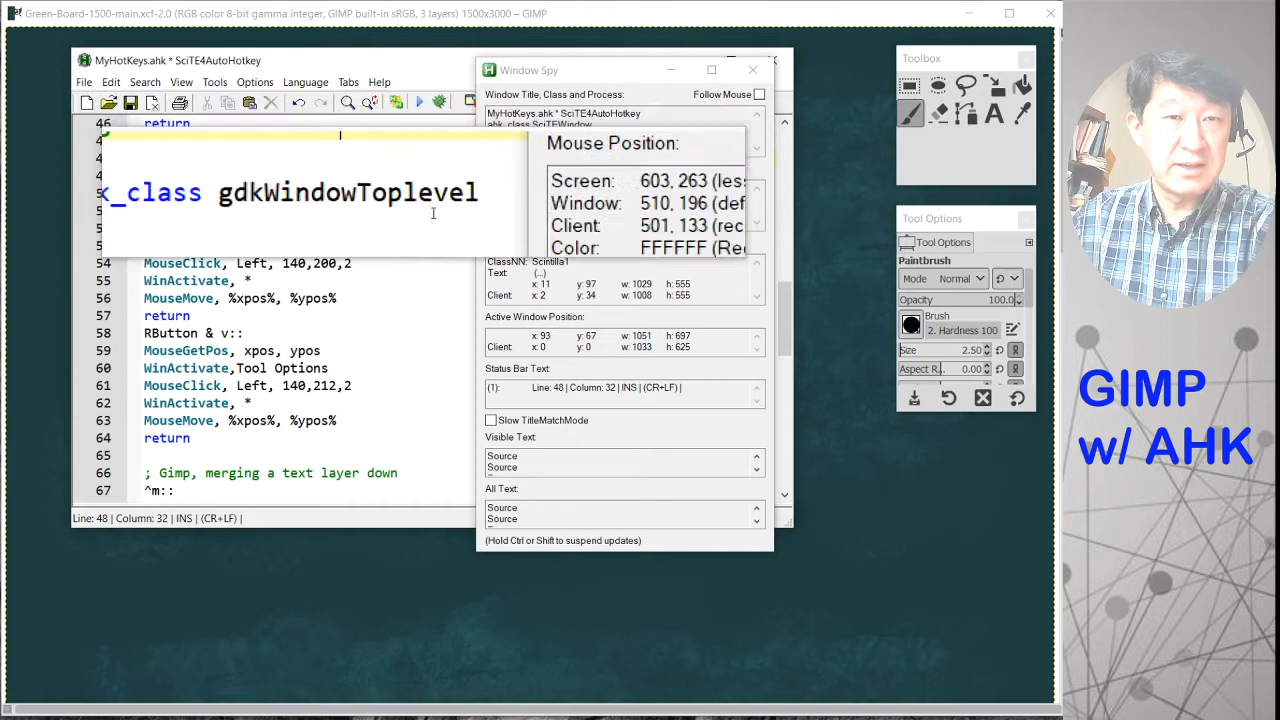 Green-Board-1500-main.xcf-2.0 (RGB color 8-bit gamma integer, GIMP built-in sRGB, 3 layers) 1500x3000 – GIMP
MyHotKeys.ahk * SciTE4AutoHotkey
File Edit Search View Tools Options Language Tabs Help
46 return
k_class gdkWindowToplevel
54 MouseClick, Left, 140,200,2
55 WinActivate, *
56 MouseMove, %xpos%, %ypos%
57 return
58 RButton & v::
59 MouseGetPos, xpos, ypos
60 WinActivate,Tool Options
61 MouseClick, Left, 140,212,2
62 WinActivate, *
63 MouseMove, %xpos%, %ypos%
64 return
65
66 ; Gimp, merging a text layer down
67 ^m::
Line: 48 | Column: 32 | INS | (CR+LF) |
Window Spy
Window Title, Class and Process:
Follow Mouse
MyHotKeys.ahk * SciTE4AutoHotkey
ahk_class SciTEWindow
Mouse Position:
Screen: 603, 263 (les
Window: 510, 196 (def
Client: 501, 133 (rec
Color: FFFFFF (Re
ClassNN: Scintilla1
Text: (...)
x: 11 y: 97 w: 1029 h: 555
Client: x: 2 y: 34 w: 1008 h: 555
Active Window Position:
x: 93 y: 67 w: 1051 h: 697
Client: x: 0 y: 0 w: 1033 h: 625
Status Bar Text:
(1): Line: 48 | Column: 32 | INS | (CR+LF) |
Slow TitleMatchMode
Visible Text:
Source
Source
All Text:
Source
Source
(Hold Ctrl or Shift to suspend updates)
Toolbox
A
Tool Options
Tool Options
Paintbrush
Mode Normal
Opacity 100.0
Brush
2. Hardness 100
Size 2.50
Aspect R... 0.00
GIMP
w/ AHK